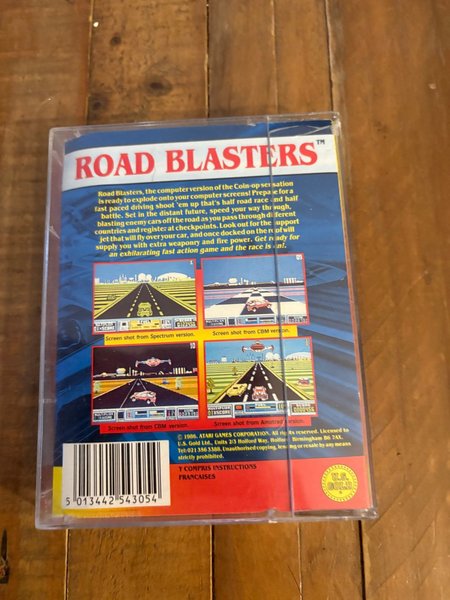 ROAD BLASTERS™
Road Blasters, the computer version of the Coin-op sensation
is ready to explode onto your computer screens! Prepare for a
fast paced driving shoot 'em up that's half road race and half
battle. Set in the distant future, speed your way through,
blasting enemy cars off the road as you pass through different
countries and register at checkpoints. Look out for the support
jet that will fly over your car, and once docked on the roof will
supply you with extra weaponry and fire power. Get ready for
an exhilarating fast action game and the race is on!.
Screen shot from Spectrum version.
Screen shot from CBM version.
Screen shot from CBM version.
Screen shot from Amstrad version.
© 1986, ATARI GAMES CORPORATION. All rights reserved. Licensed to
U.S. Gold Ltd., Units 2/3 Holford Way, Holford, Birmingham B6 7AX.
Tel: 021 356 3388. Unauthorised copying, lending or resale by any means
strictly prohibited.
Y COMPRIS INSTRUCTIONS
FRANCAISES
5 013442 543054
U.S.
GOLD